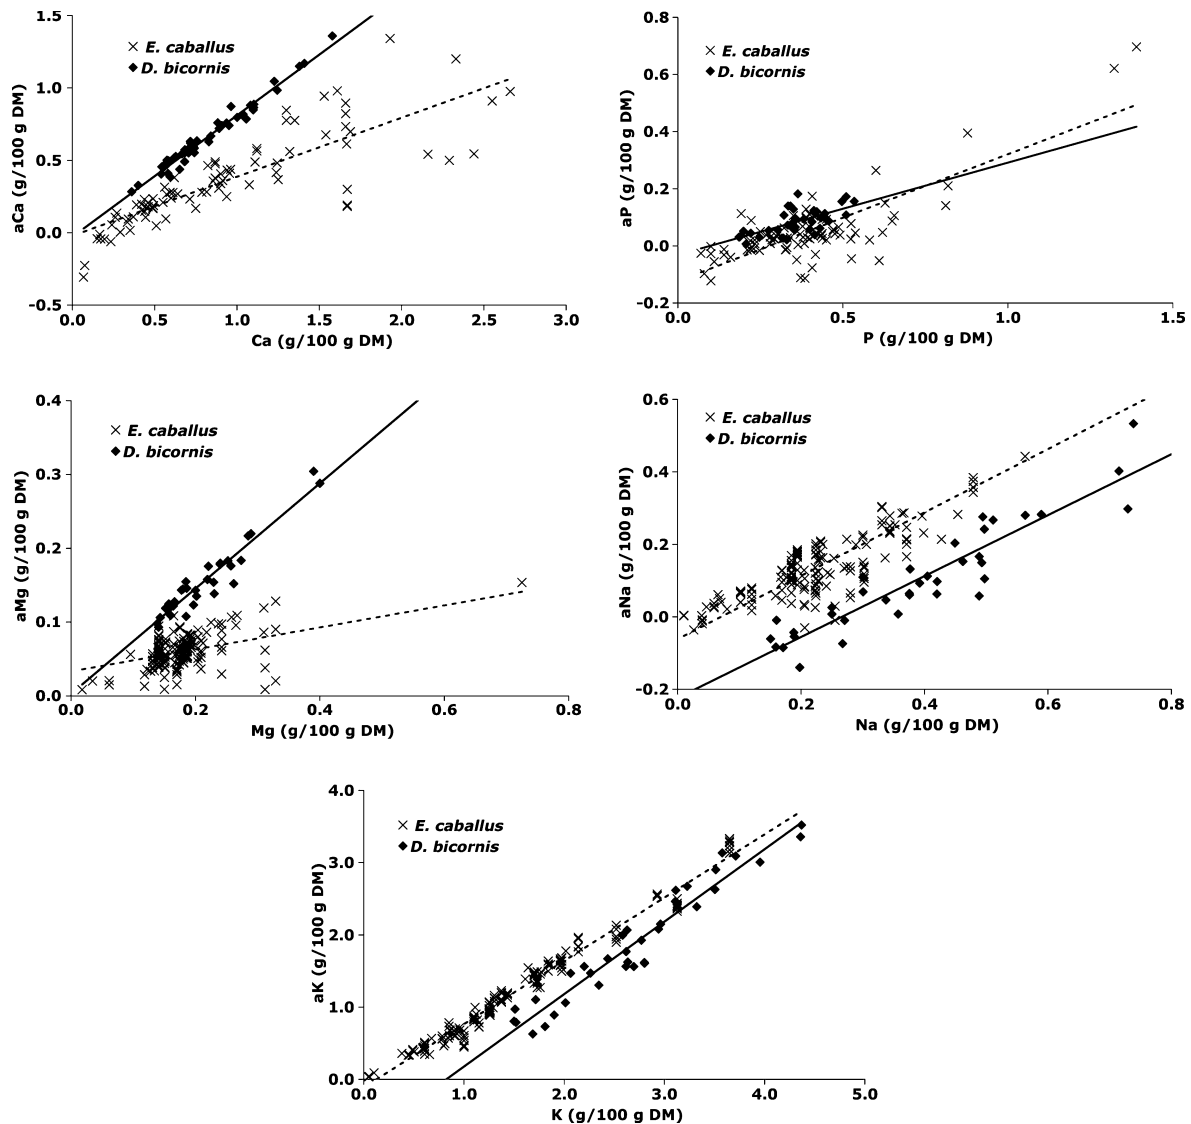 1.5
1.0
0.5
0.0
-0.5
aCa (g/100 g DM)
E. caballus
D. bicornis
0.0 0.5 1.0 1.5 2.0 2.5 3.0
Ca (g/100 g DM)
0.8
0.6
0.4
0.2
0.0
-0.2
aP (g/100 g DM)
E. caballus
D. bicornis
0.0 0.5 1.0 1.5
P (g/100 g DM)
0.4
0.3
0.2
0.1
0.0
aMg (g/100 g DM)
E. caballus
D. bicornis
0.0 0.2 0.4 0.6 0.8
Mg (g/100 g DM)
0.6
0.4
0.2
0.0
-0.2
aNa (g/100 g DM)
E. caballus
D. bicornis
0.0 0.2 0.4 0.6 0.8
Na (g/100 g DM)
4.0
3.0
2.0
1.0
0.0
aK (g/100 g DM)
E. caballus
D. bicornis
0.0 1.0 2.0 3.0 4.0 5.0
K (g/100 g DM)